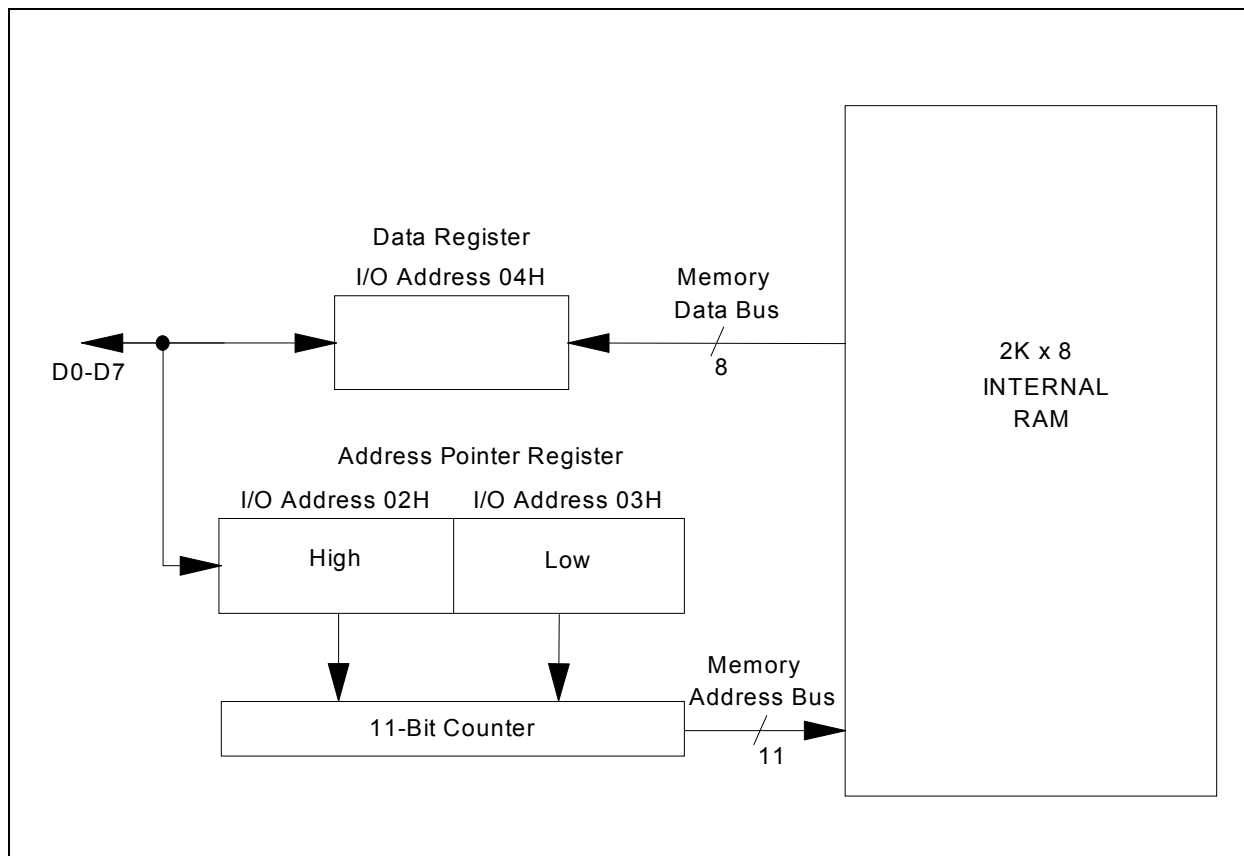 Data Register
I/O Address 04H
Memory
Data Bus
8
D0-D7
2K x 8
INTERNAL
RAM
Address Pointer Register
I/O Address 02H
I/O Address 03H
High
Low
11-Bit Counter
Memory
Address Bus
11